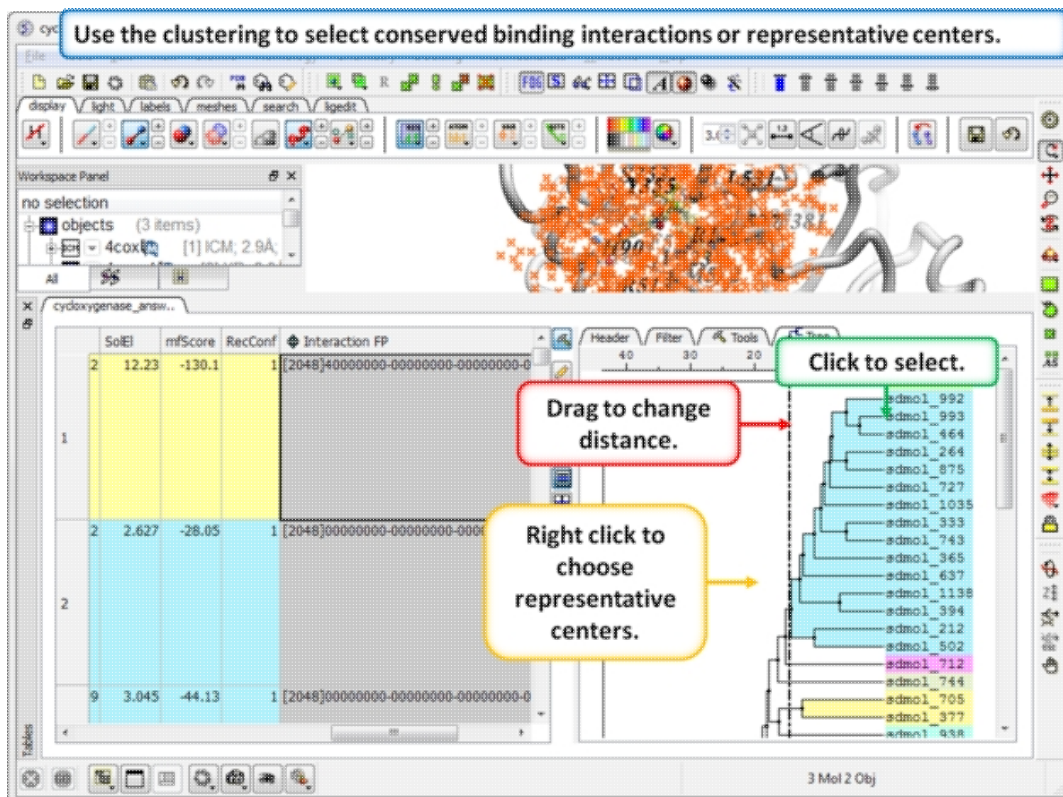 cyc
Use the clustering to select conserved binding interactions or representative centers.
File
display light labels meshes search ligedit
Workspace Panel
no selection
objects (3 items)
[1] ICM; 2.9Å;
All
cycloxygenase_answ..
SolEl mfScore RecConf Interaction FP
2 12.23 -130.1 1 [2048]40000000-00000000-00000000-0
1
2 2.627 -28.05 1 [2048]00000000-00000000-00000
2
9 3.045 -44.13 1 [2048]00000000-00000000-00000000-0
Header Filter Tools Tree
40 30 20
Click to select.
Drag to change
distance.
Right click to
choose
representative
centers.
sdmol_992
sdmol_993
sdmol_464
sdmol_264
sdmol_875
sdmol_727
sdmol_1035
sdmol_333
sdmol_743
sdmol_365
sdmol_637
sdmol_1138
sdmol_394
sdmol_212
sdmol_502
sdmol_712
sdmol_744
sdmol_705
sdmol_377
sdmol_938
Tables
3 Mol 2 Obj